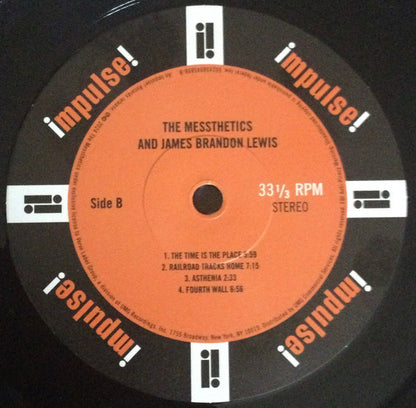 impulse!
impulse!
THE MESSTHETICS
AND JAMES BRANDON LEWIS
Side B
33 1/3 RPM
STEREO
1. THE TIME IS THE PLACE 6:59
2. RAILROAD TRACKS HOME 7:15
3. ASTHENIA 2:33
4. FOURTH WALL 6:56
impulse!
impulse!